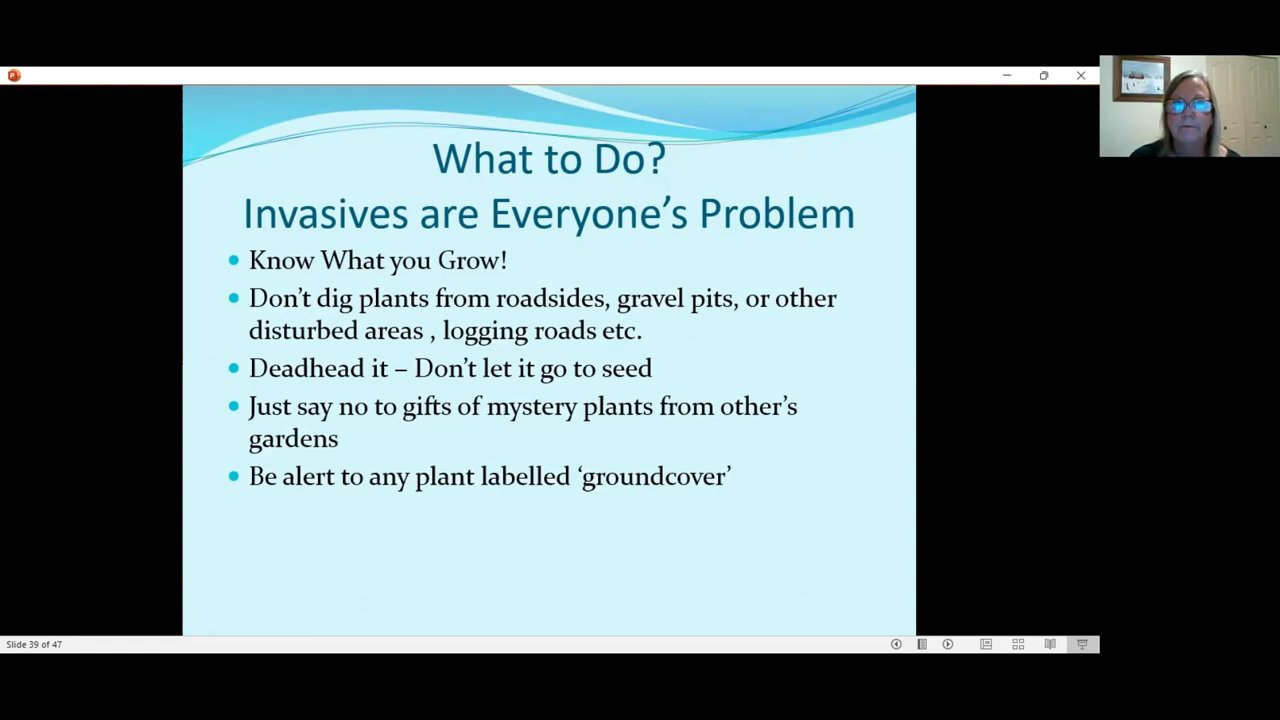 P
What to Do?
Invasives are Everyone's Problem
Know What you Grow!
Don't dig plants from roadsides, gravel pits, or other
disturbed areas , logging roads etc.
Deadhead it – Don't let it go to seed
Just say no to gifts of mystery plants from other's
gardens
Be alert to any plant labelled 'groundcover'
Slide 39 of 47